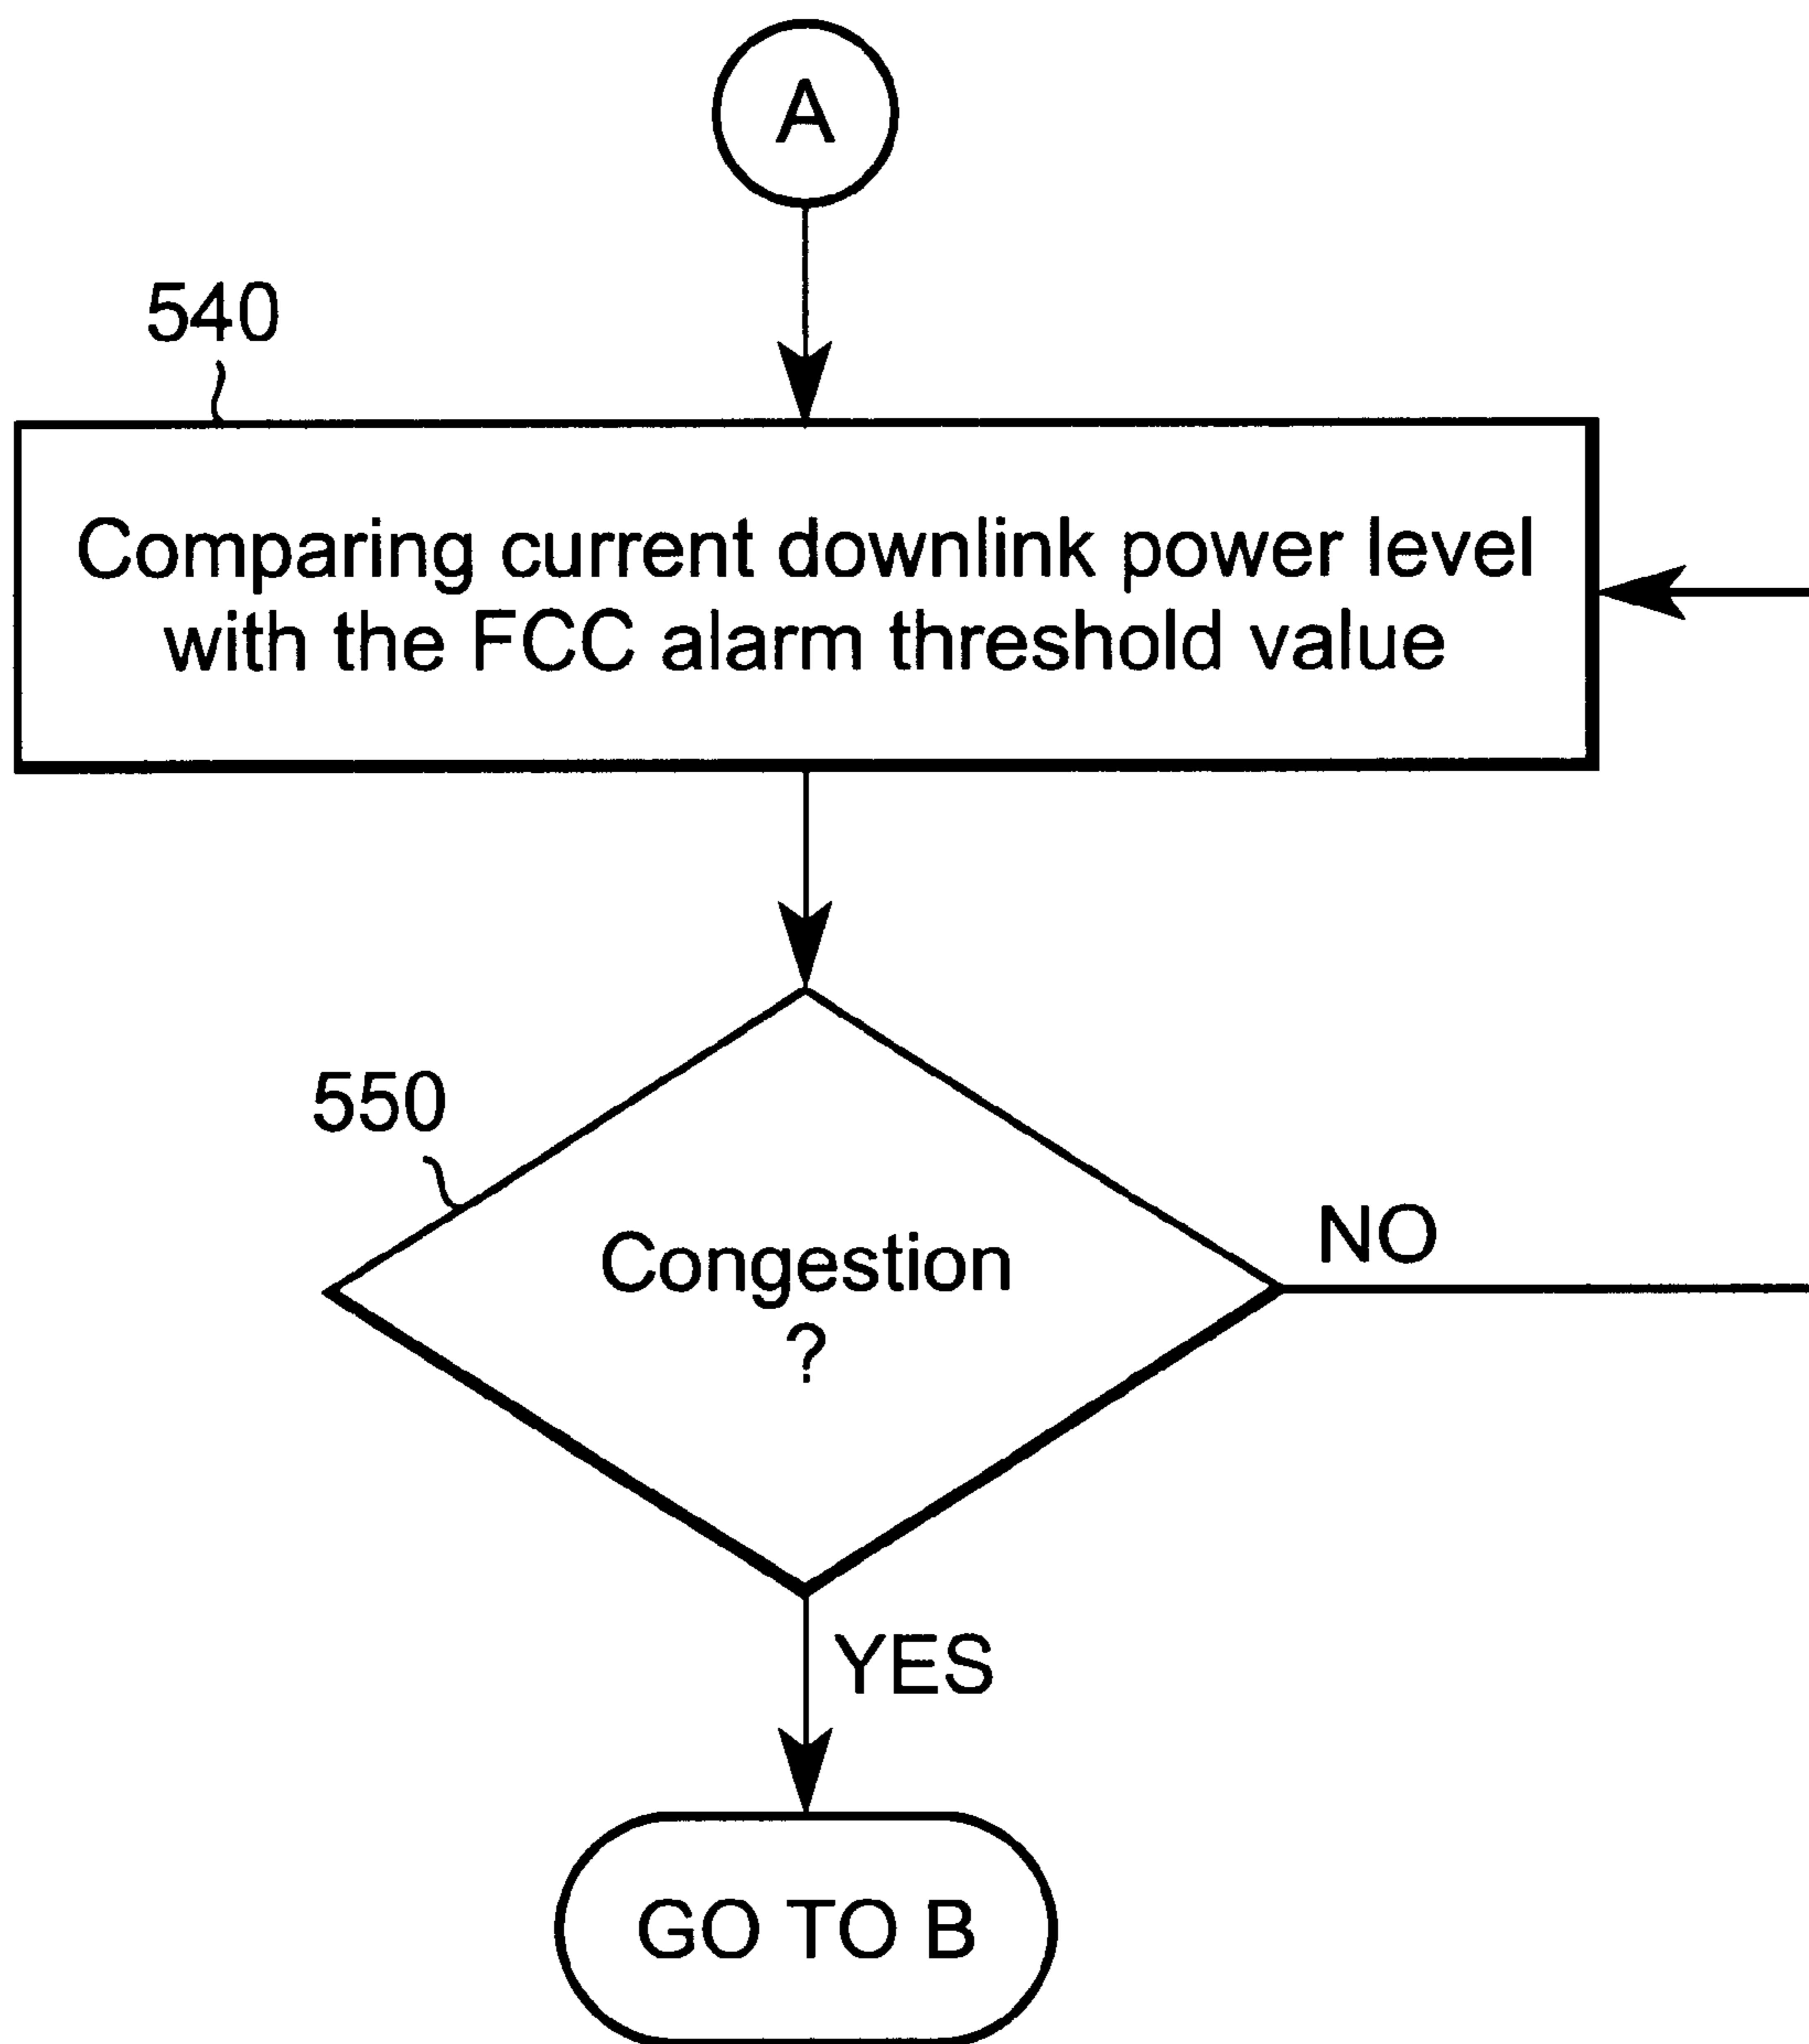 A
540
Comparing current downlink power level
with the FCC alarm threshold value
550
Congestion
?
NO
YES
GO TO B